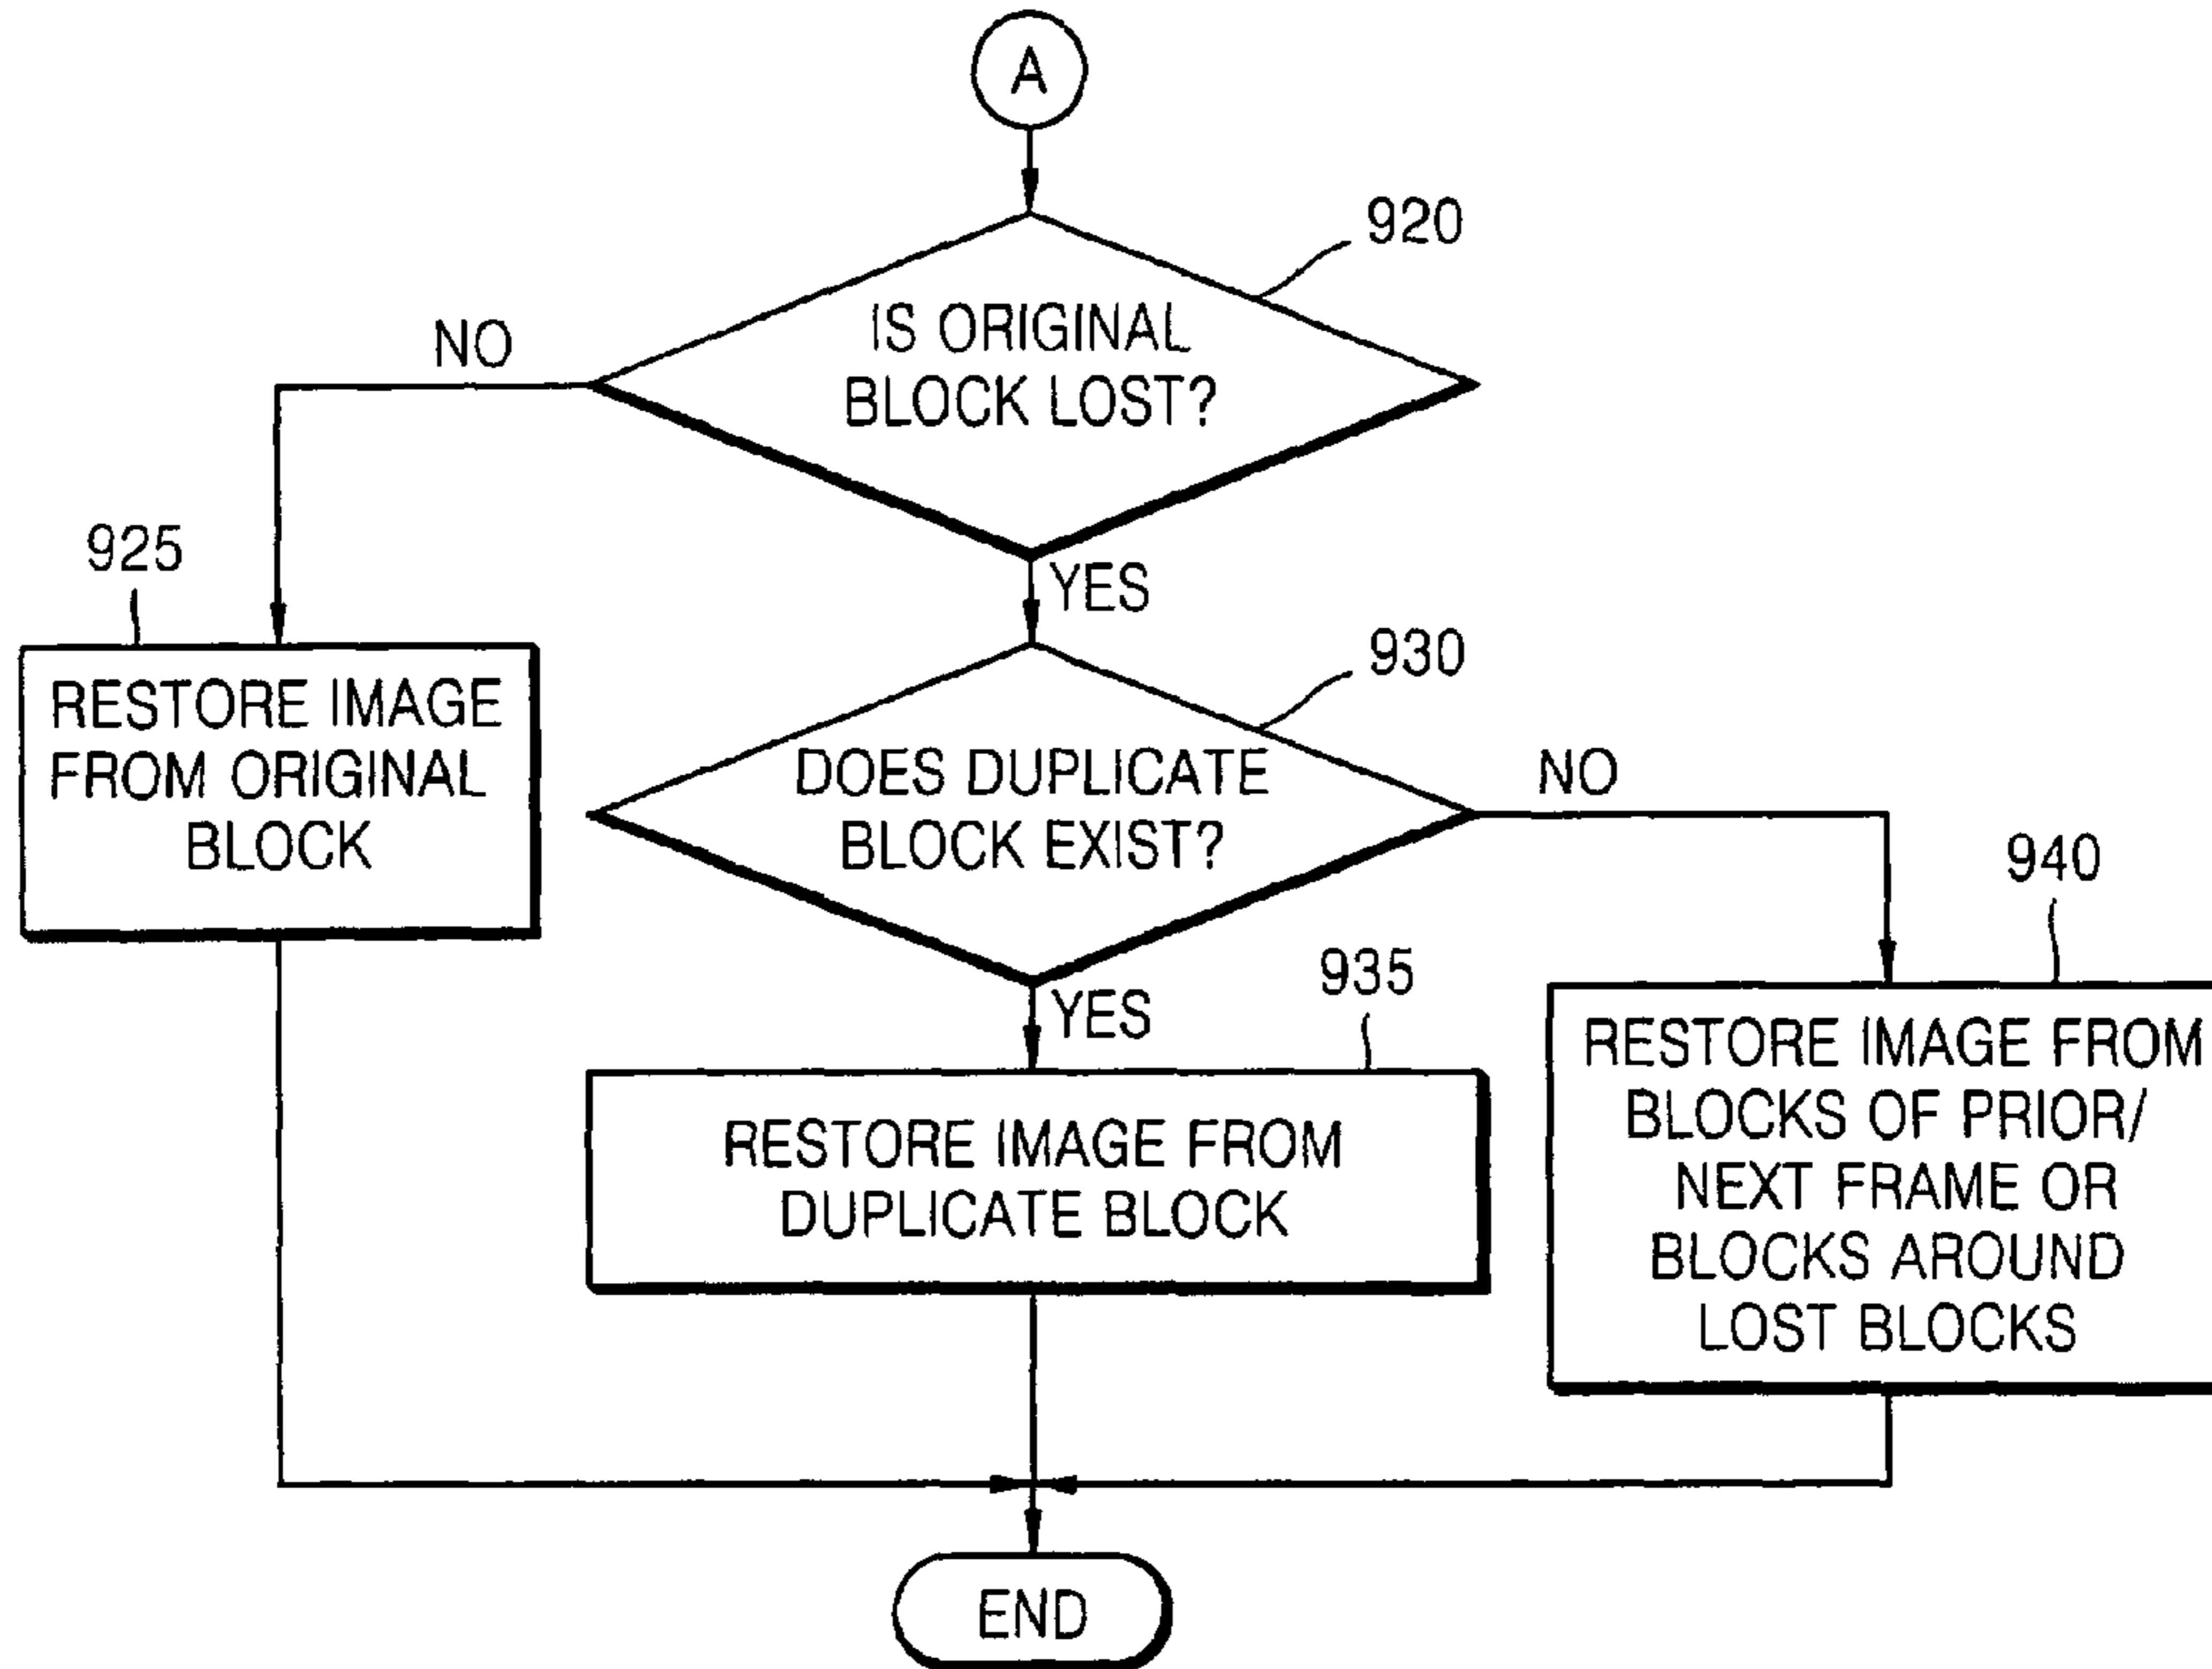 A
920
IS ORIGINAL
BLOCK LOST?
NO
YES
925
RESTORE IMAGE
FROM ORIGINAL
BLOCK
930
DOES DUPLICATE
BLOCK EXIST?
NO
YES
935
RESTORE IMAGE FROM
DUPLICATE BLOCK
940
RESTORE IMAGE FROM
BLOCKS OF PRIOR/
NEXT FRAME OR
BLOCKS AROUND
LOST BLOCKS
END